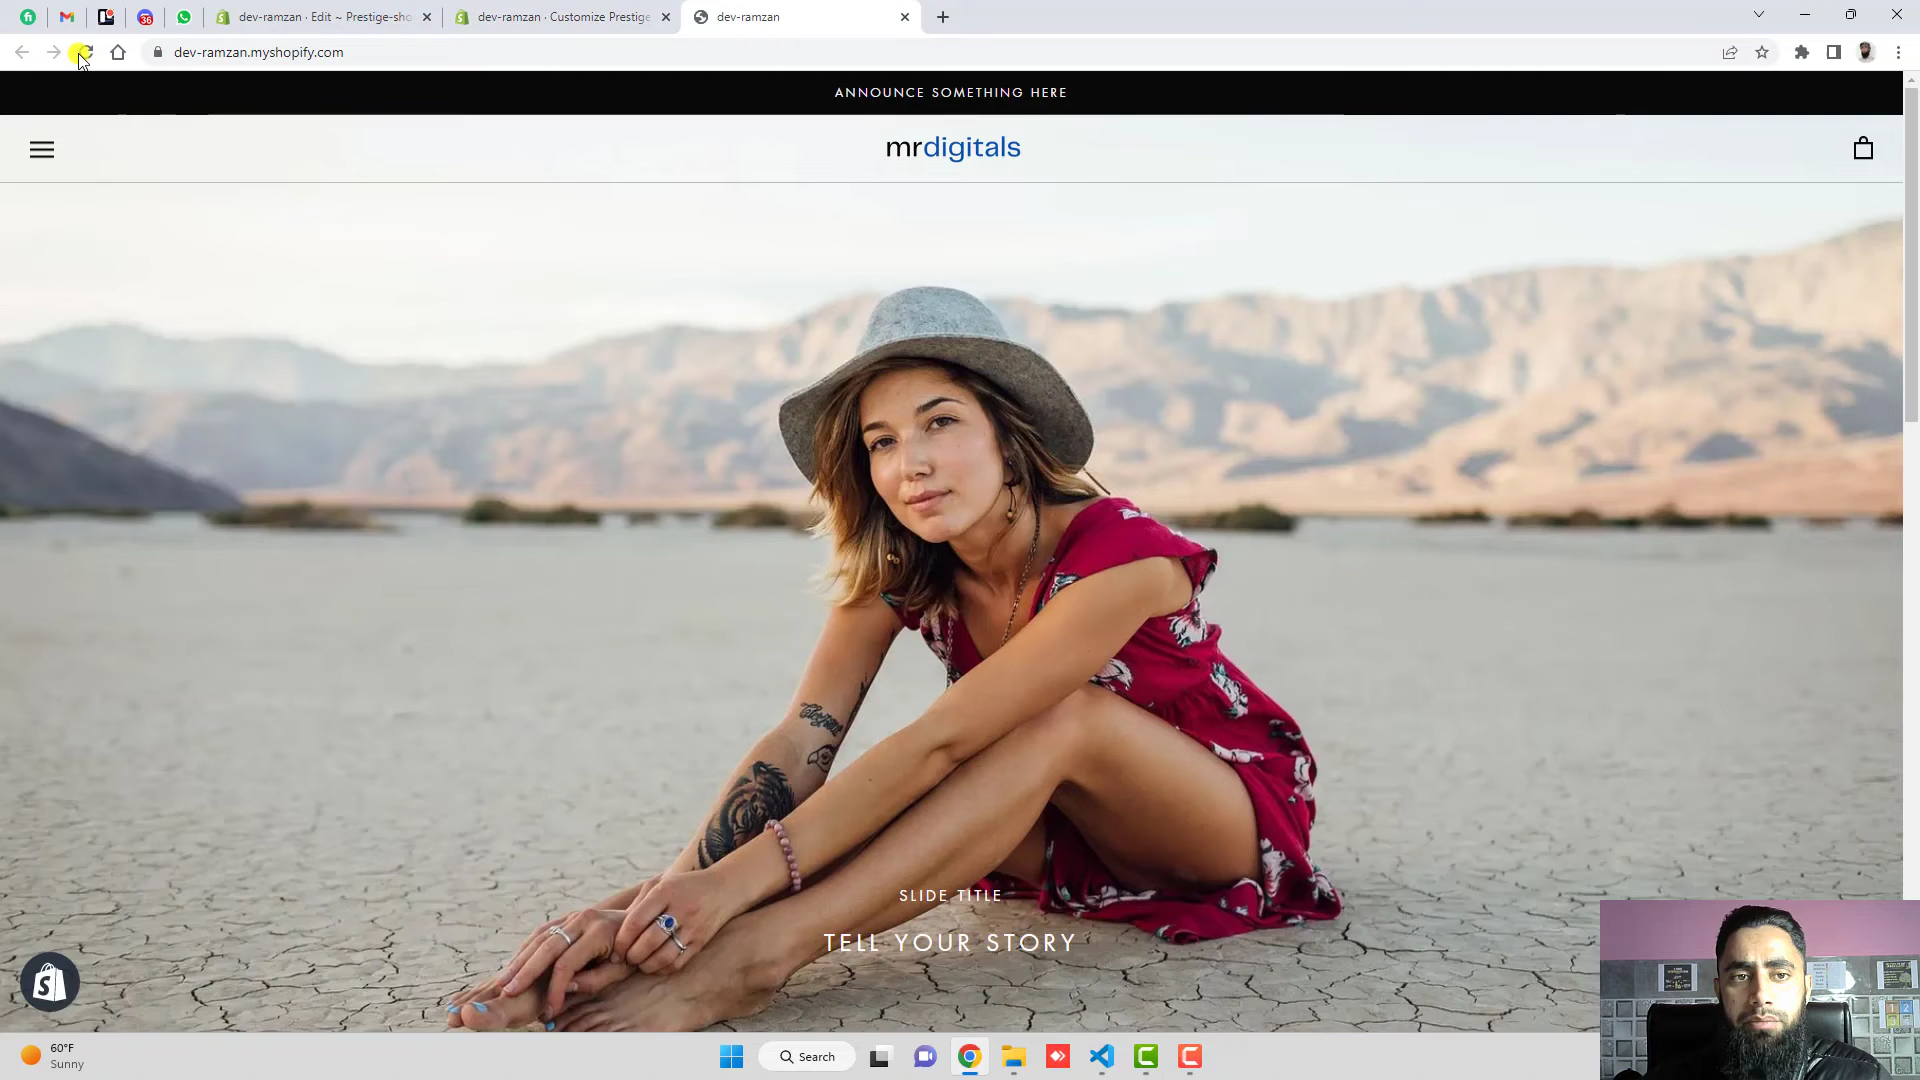 36
dev-ramzan · Edit ~ Prestige-sho
dev-ramzan · Customize Prestige
dev-ramzan
dev-ramzan.myshopify.com
ANNOUNCE SOMETHING HERE
mrdigitals
SLIDE TITLE
TELL YOUR STORY
60°F
Sunny
Search